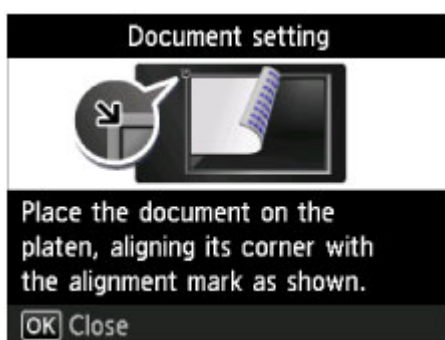 Document setting
Place the document on the
platen, aligning its corner with
the alignment mark as shown.
OK Close